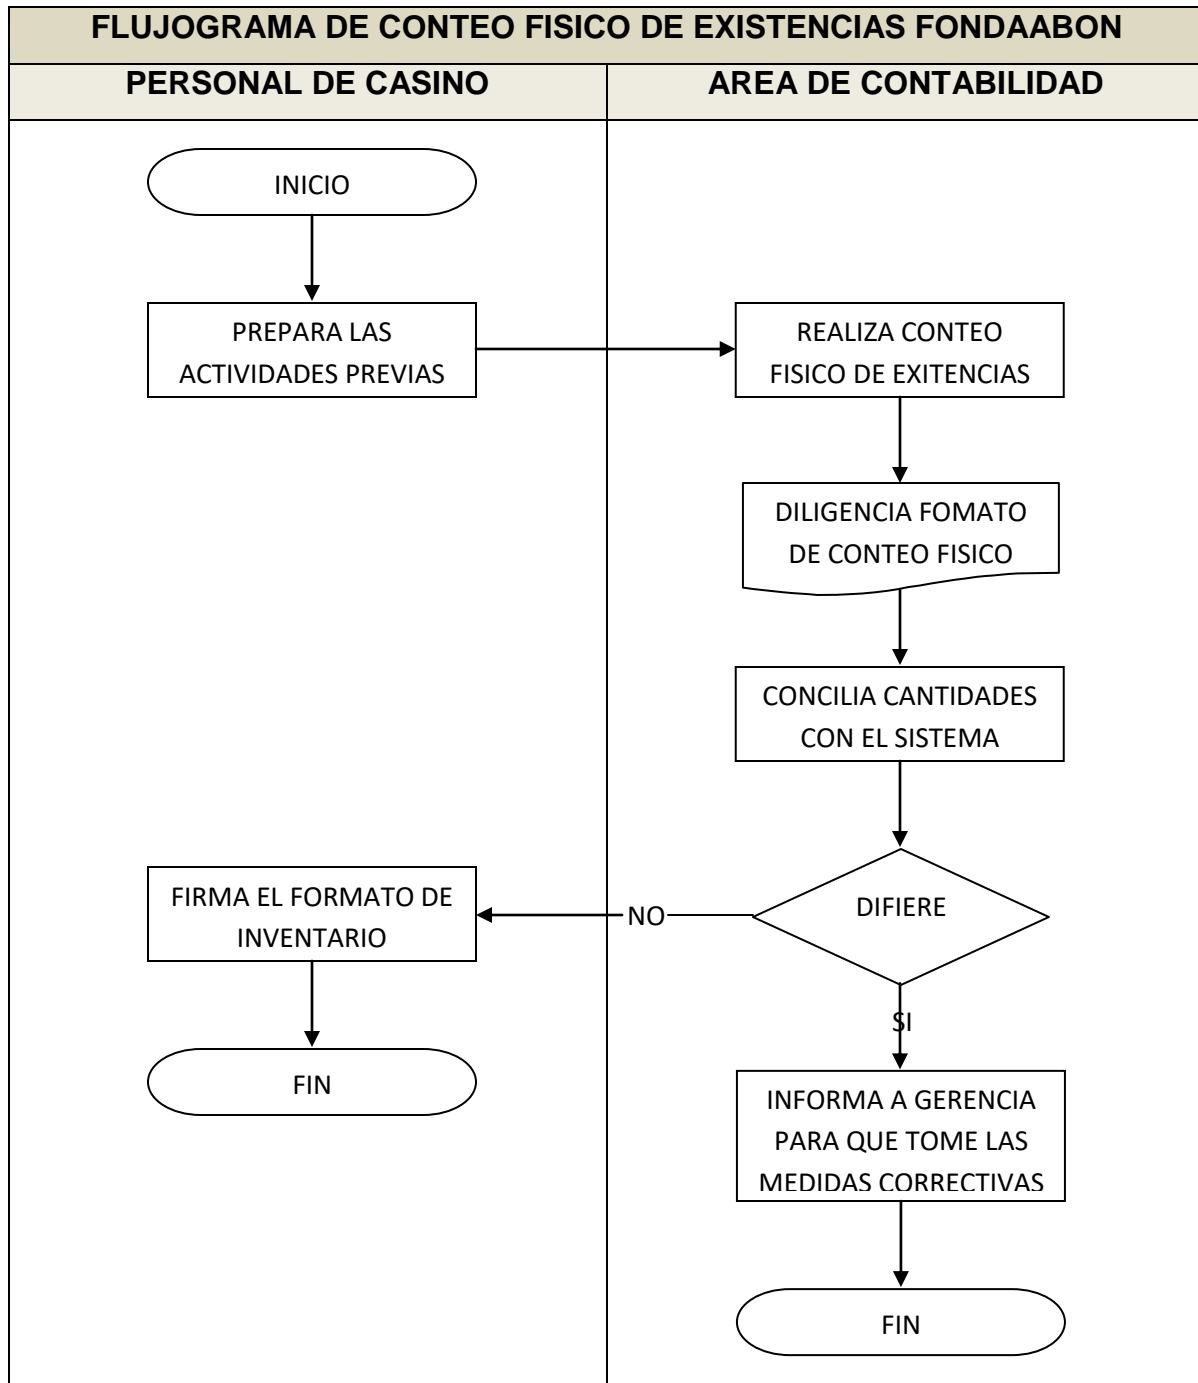 FLUJOGRAMA DE CONTEO FISICO DE EXISTENCIAS FONDAABON
PERSONAL DE CASINO
AREA DE CONTABILIDAD
INICIO
PREPARA LAS
ACTIVIDADES PREVIAS
REALIZA CONTEO
FISICO DE EXITENCIAS
DILIGENCIA FOMATO
DE CONTEO FISICO
CONCILIA CANTIDADES
CON EL SISTEMA
DIFIERE
NO
FIRMA EL FORMATO DE
INVENTARIO
FIN
SI
INFORMA A GERENCIA
PARA QUE TOME LAS
MEDIDAS CORRECTIVAS
FIN